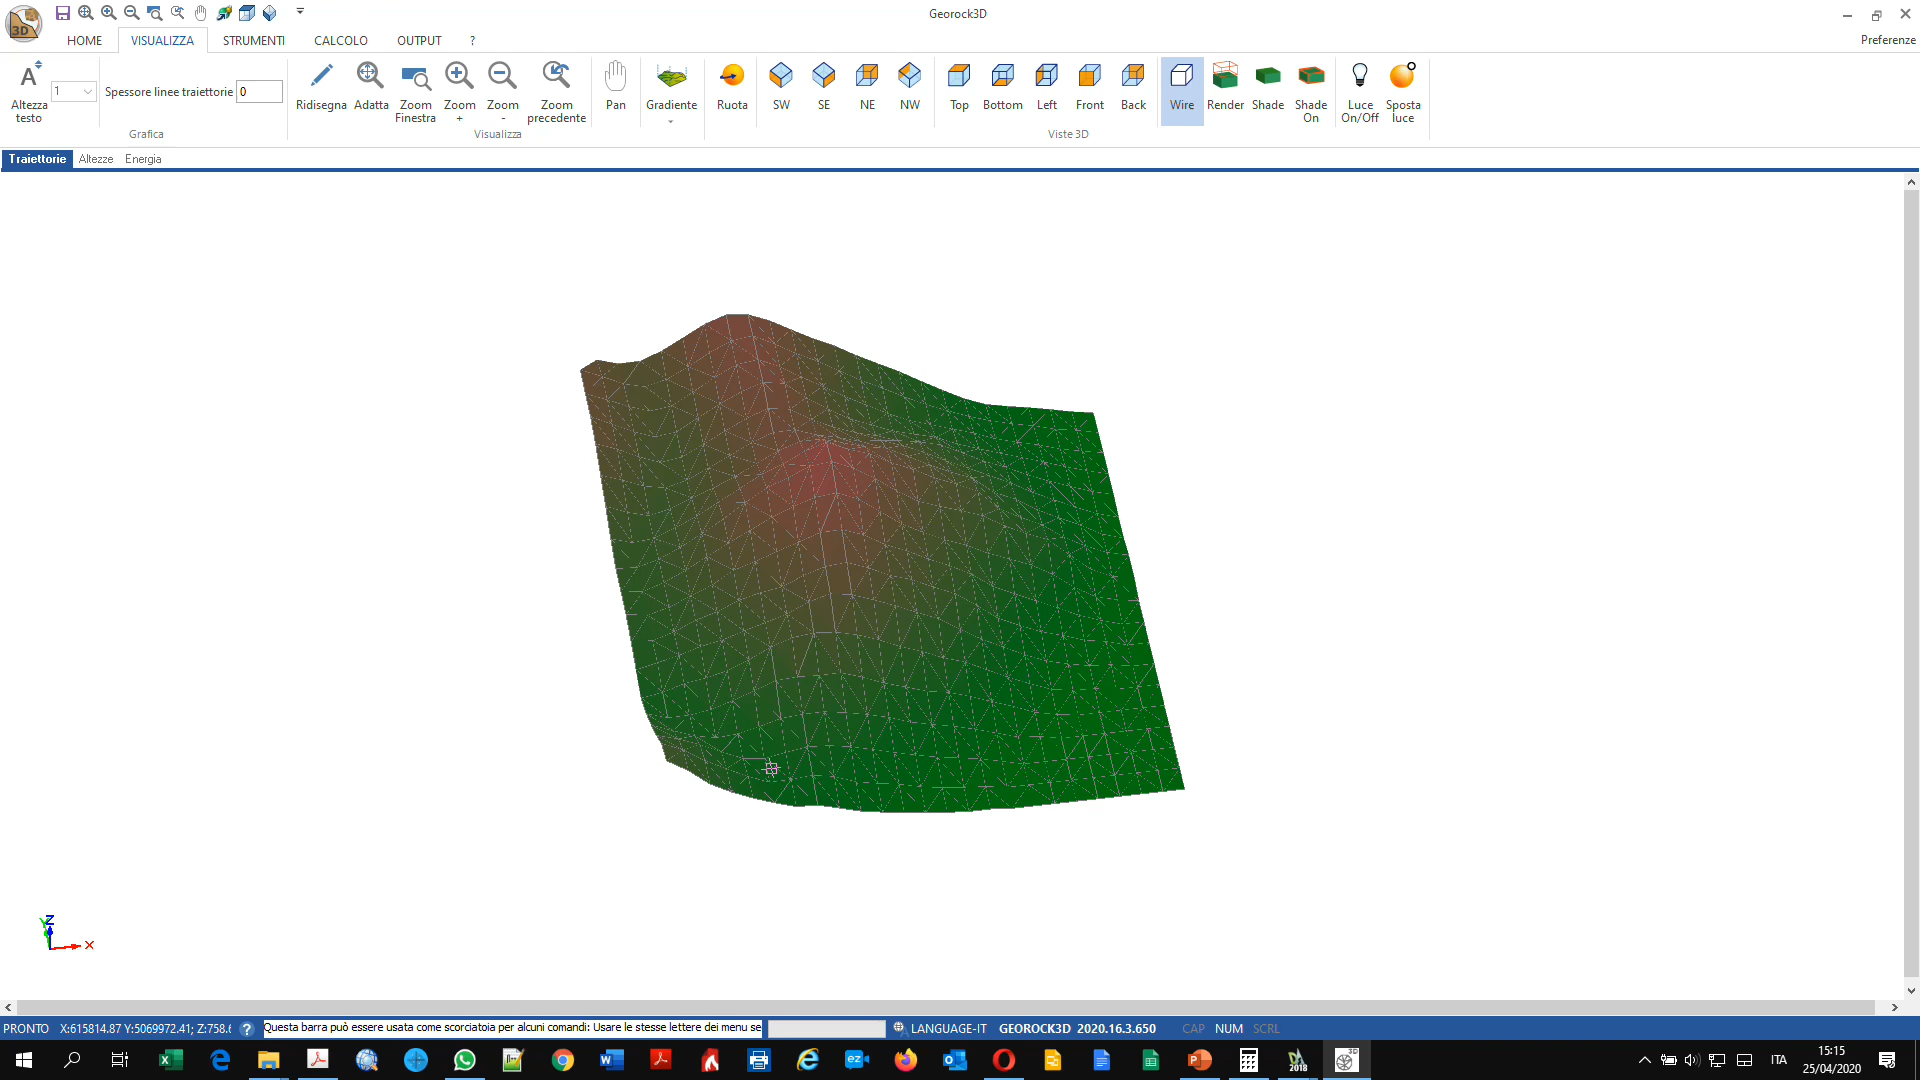 Georock3D
3D
HOME VISUALIZZA STRUMENTI CALCOLO OUTPUT ?
Preferenze
A 1 Spessore linee traiettorie 0
Altezza testo
Ridisegna Adatta Zoom Finestra Zoom + Zoom - Zoom precedente Pan Gradiente Ruota SW SE NE NW Top Bottom Left Front Back Wire Render Shade Shade On Luce On/Off Sposta luce
Grafica Visualizza Viste 3D
Traiettorie Altezze Energia
Z
Y
X
PRONTO X:615814.87 Y:5069972.41; Z:758.6 ? Questa barra può essere usata come scorciatoia per alcuni comandi: Usare le stesse lettere dei menu se LANGUAGE-IT GEOROCK3D 2020.16.3.650 CAP NUM SCRL
ITA 15:15
25/04/2020
2018
3D